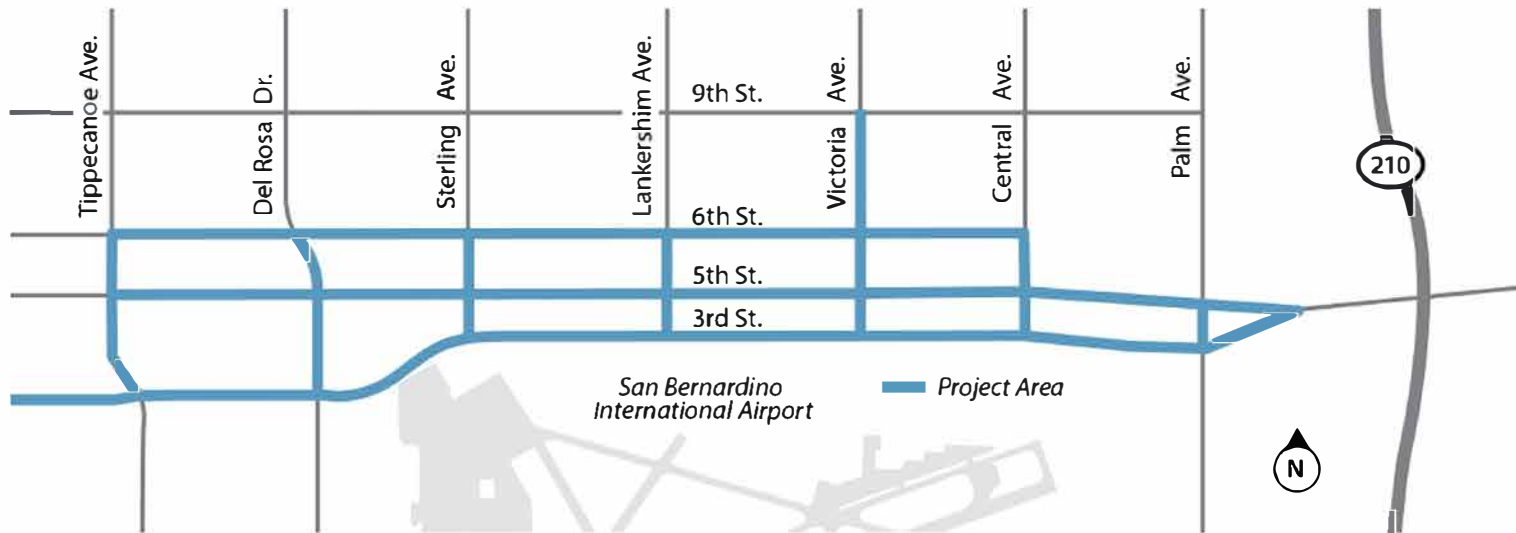 Tippecanoe Ave.
Del Rosa Dr.
Sterling Ave.
Lankershim Ave.
9th St.
Victoria Ave.
Central Ave.
Palm Ave.
210
6th St.
5th St.
3rd St.
San Bernardino
International Airport
Project Area
N